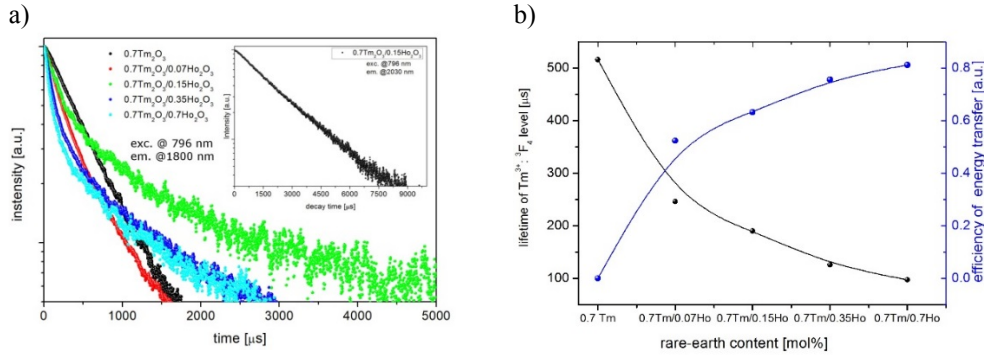 a)
instensity [a.u.]
0.7Tm₂O₃
0.7Tm₂O₃/0.07Ho₂O₃
0.7Tm₂O₃/0.15Ho₂O₃
0.7Tm₂O₃/0.35Ho₂O₃
0.7Tm₂O₃/0.7Ho₂O₃
exc. @ 796 nm
em. @1800 nm
0.7Tm₂O₃/0.15Ho₂O₃
exc. @796 nm
em. @2030 nm
Intensity [a.u.]
0 1500 3000 4500 6000 7500 9000
decay time [µs]
0 1000 2000 3000 4000 5000
time [µs]
b)
lifetime of Tm³⁺: ³F₄ level [µs]
500
400
300
200
100
0.8
0.6
0.4
0.2
0.0
efficiency of energy transfer [a.u.]
0.7 Tm 0.7Tm/0.07Ho 0.7Tm/0.15Ho 0.7Tm/0.35Ho 0.7Tm/0.7Ho
rare-earth content [mol%]